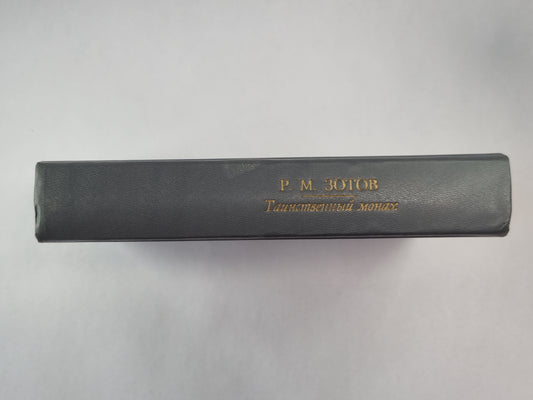 Р. М. ЗОТОВ
Таинственный монах